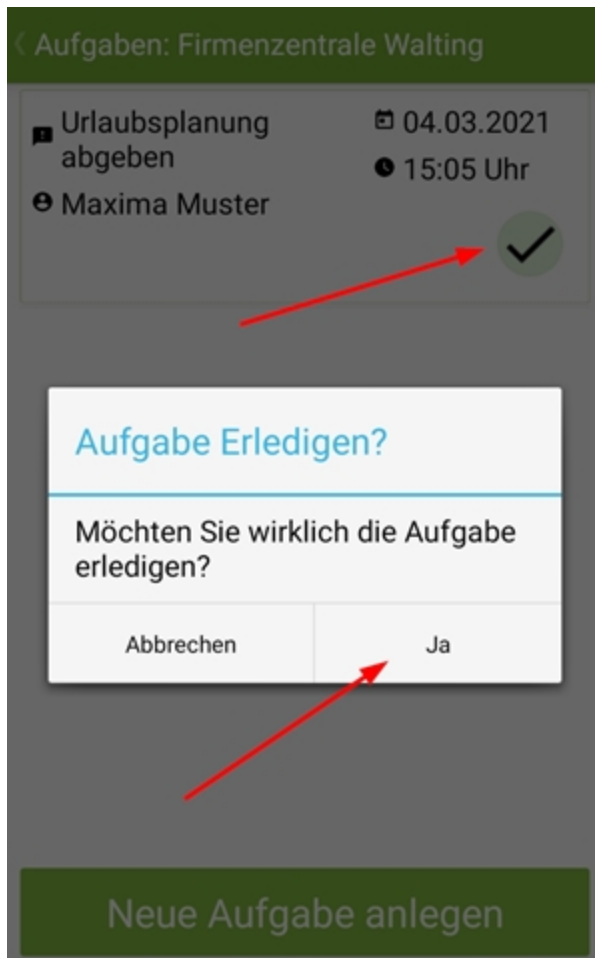 Aufgaben: Firmenzentrale Walting
Urlaubsplanung
abgeben
04.03.2021
15:05 Uhr
Maxima Muster
Aufgabe Erledigen?
Möchten Sie wirklich die Aufgabe
erledigen?
Abbrechen
Ja
Neue Aufgabe anlegen